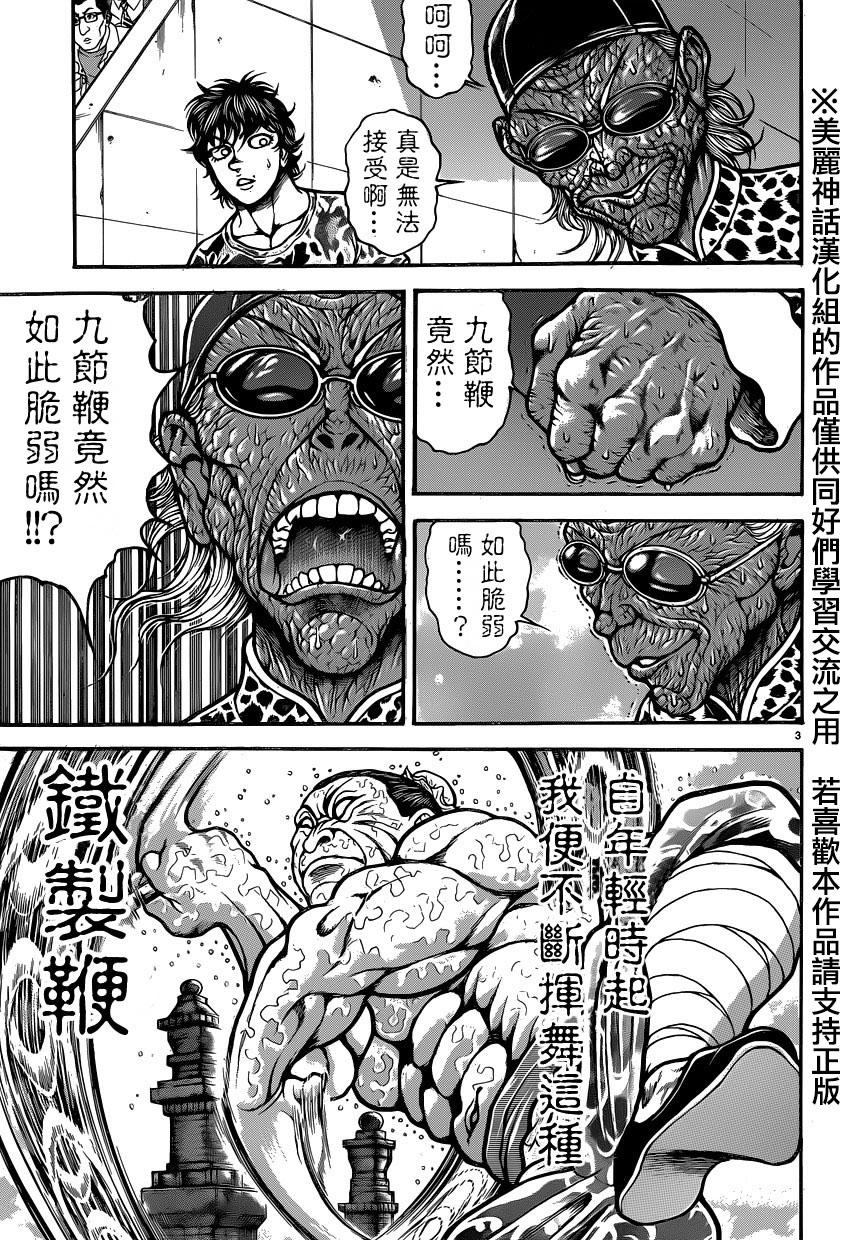 呵呵…
真是無法
接受啊…
九節鞭
竟然…
如此脆弱
嗎……？
九節鞭竟然
如此脆弱嗎!!?
3
自年輕時起
我便不斷揮舞這種
鐵製鞭
※美麗神話漢化組的作品僅供同好們學習交流之用 若喜歡本作品請支持正版